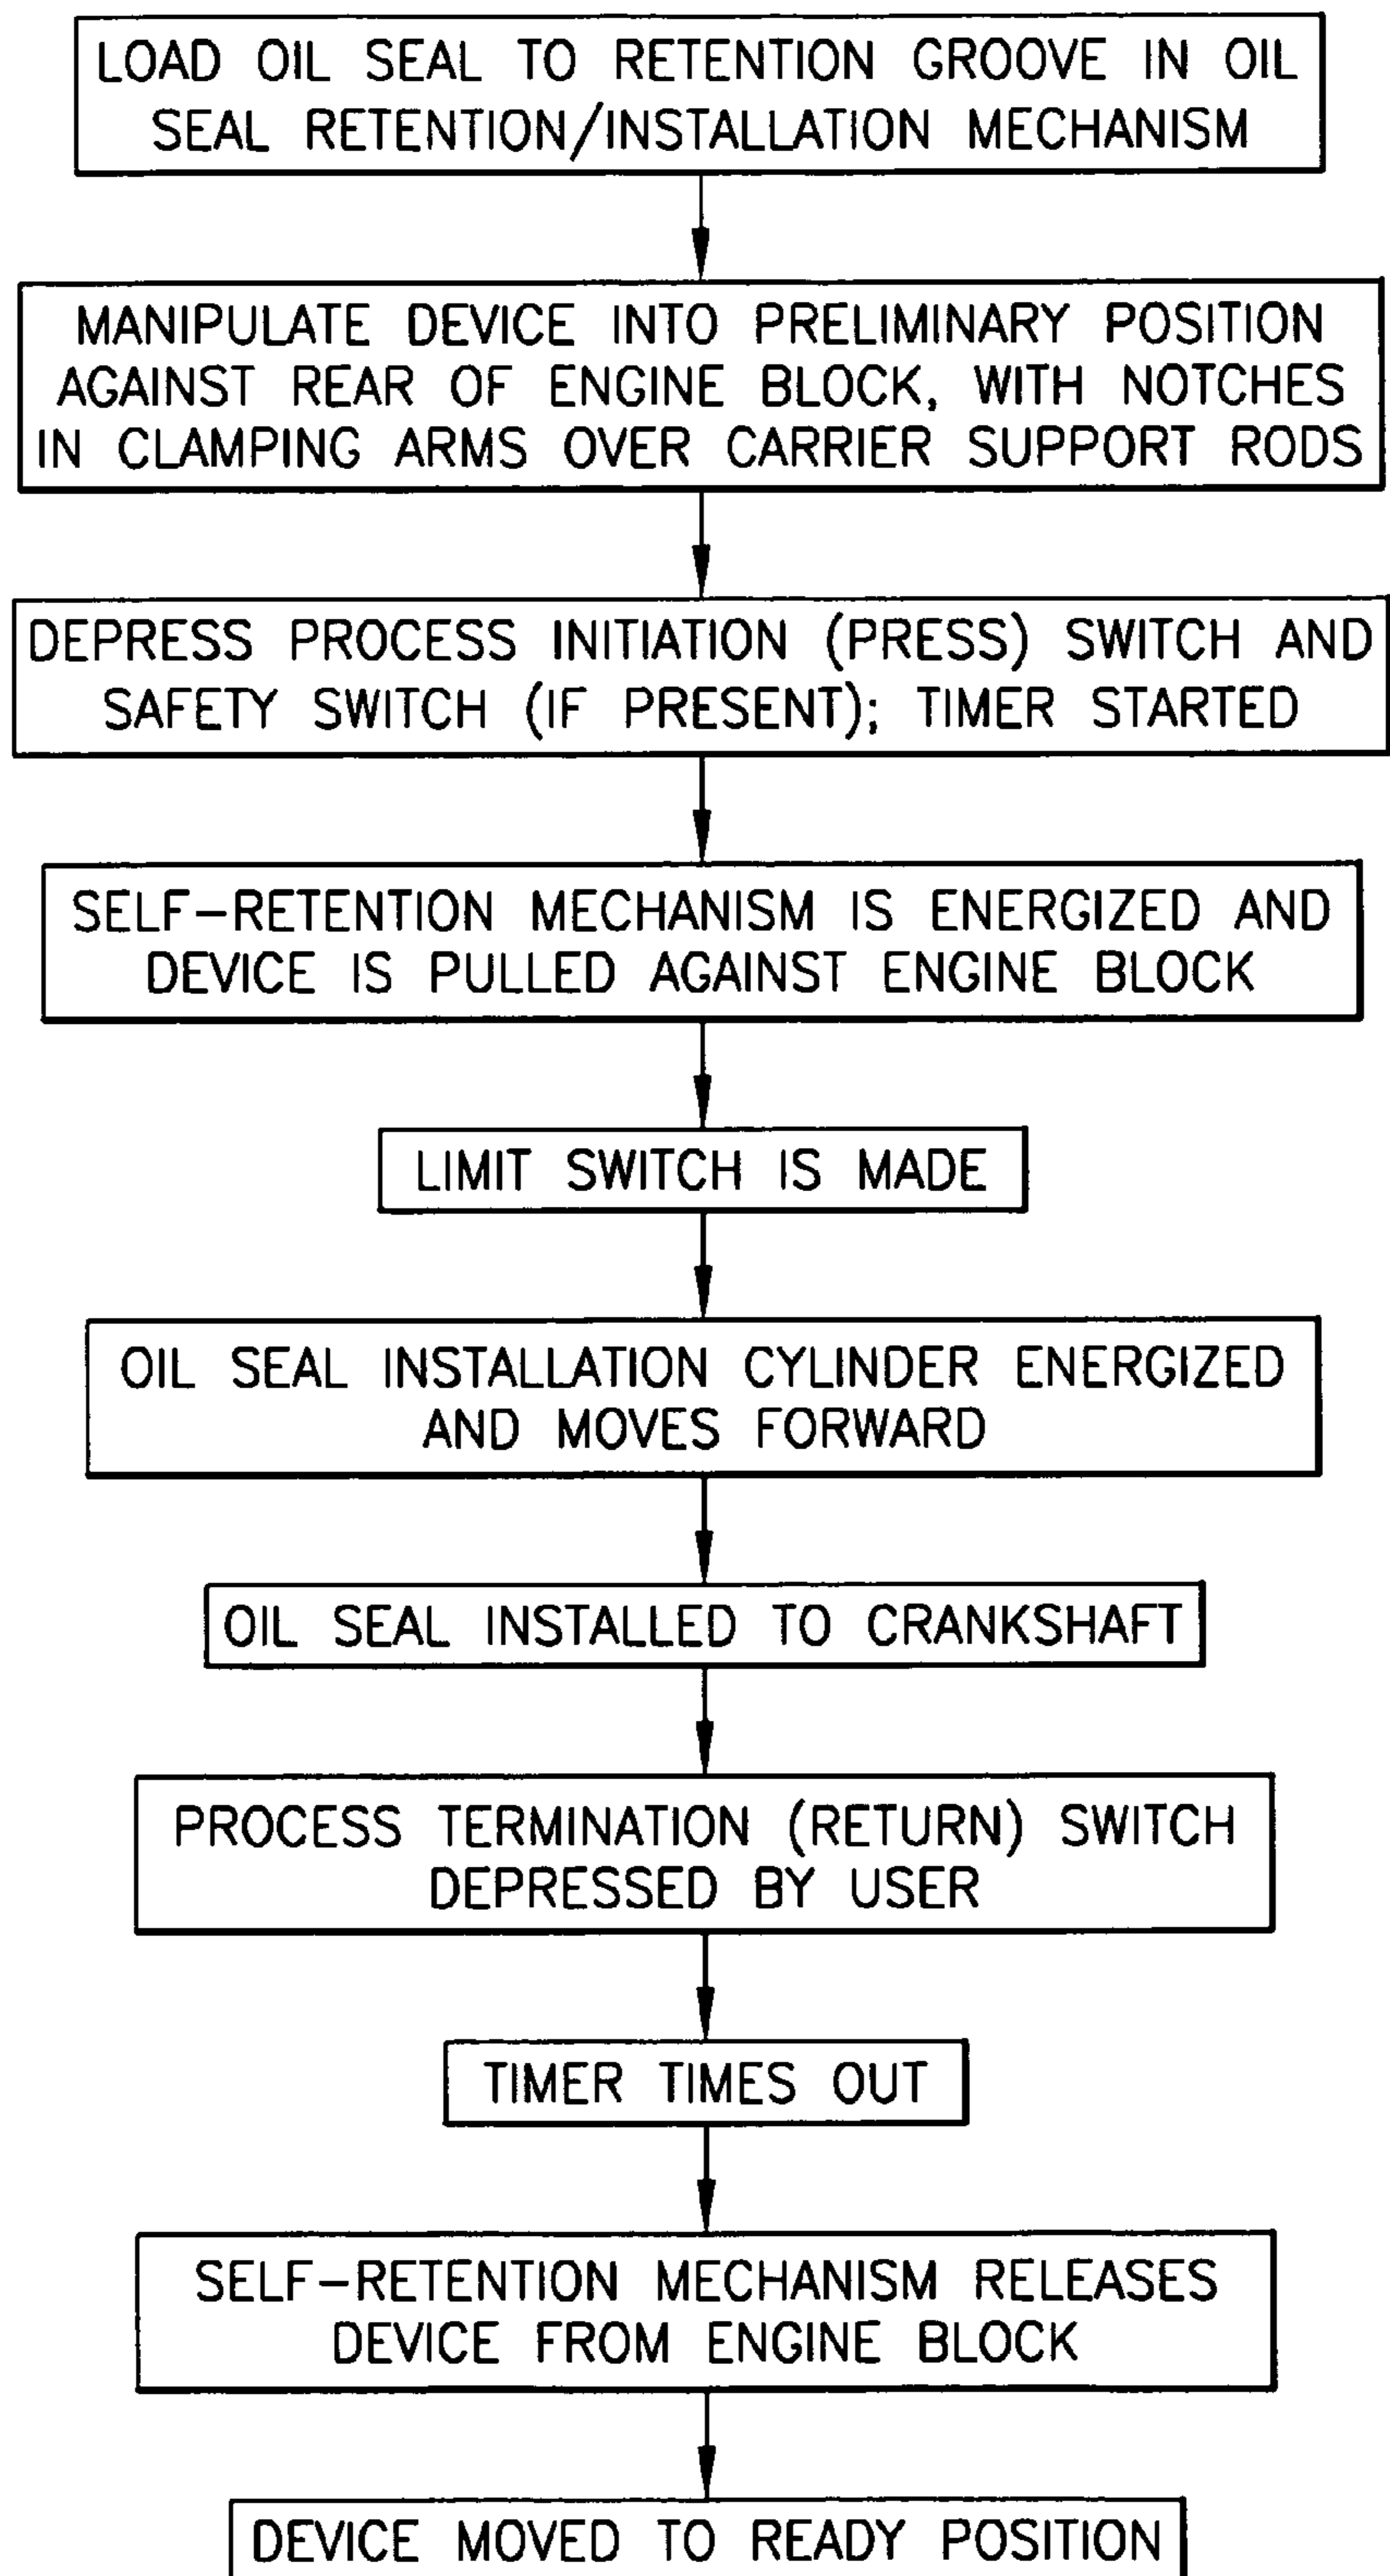 LOAD OIL SEAL TO RETENTION GROOVE IN OIL
SEAL RETENTION/INSTALLATION MECHANISM
MANIPULATE DEVICE INTO PRELIMINARY POSITION
AGAINST REAR OF ENGINE BLOCK, WITH NOTCHES
IN CLAMPING ARMS OVER CARRIER SUPPORT RODS
DEPRESS PROCESS INITIATION (PRESS) SWITCH AND
SAFETY SWITCH (IF PRESENT); TIMER STARTED
SELF-RETENTION MECHANISM IS ENERGIZED AND
DEVICE IS PULLED AGAINST ENGINE BLOCK
LIMIT SWITCH IS MADE
OIL SEAL INSTALLATION CYLINDER ENERGIZED
AND MOVES FORWARD
OIL SEAL INSTALLED TO CRANKSHAFT
PROCESS TERMINATION (RETURN) SWITCH
DEPRESSED BY USER
TIMER TIMES OUT
SELF-RETENTION MECHANISM RELEASES
DEVICE FROM ENGINE BLOCK
DEVICE MOVED TO READY POSITION